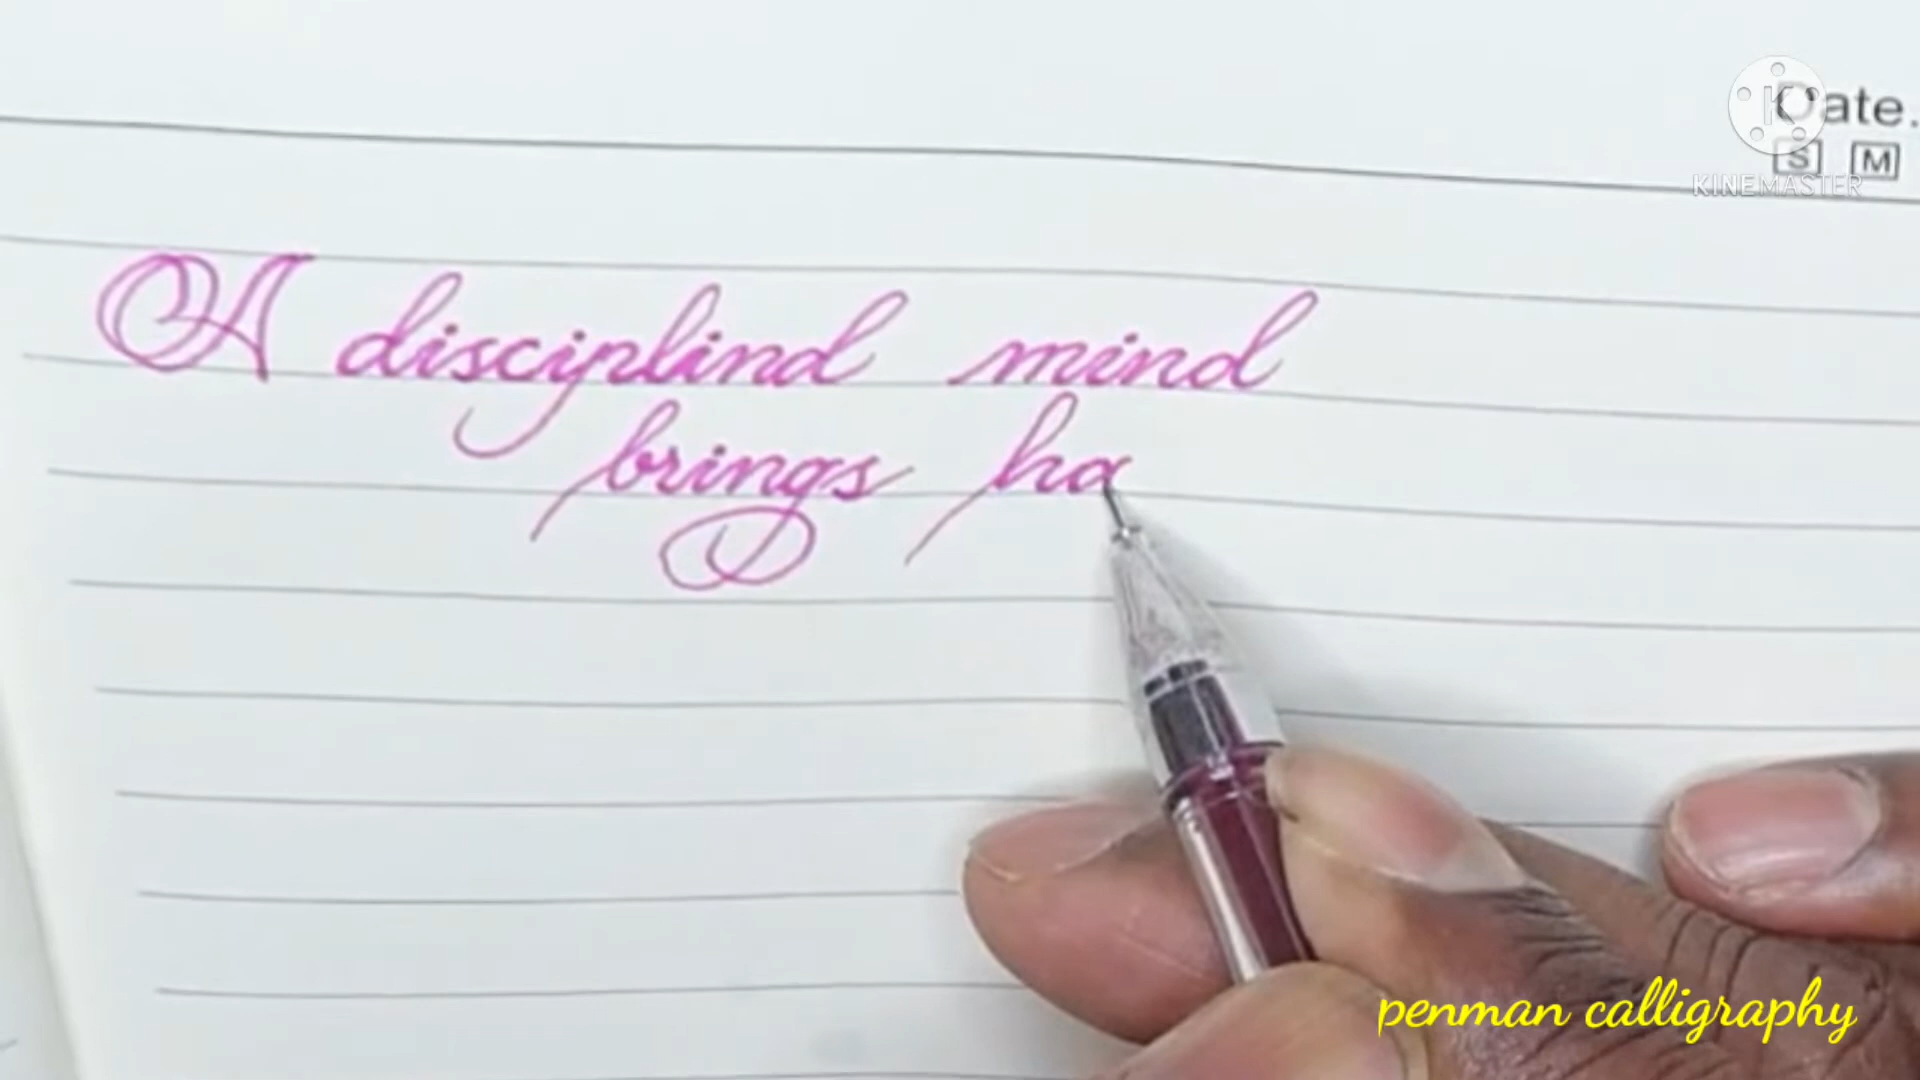 Date.
S M
KINEMASTER
A disciplind mind
brings ha
penman calligraphy